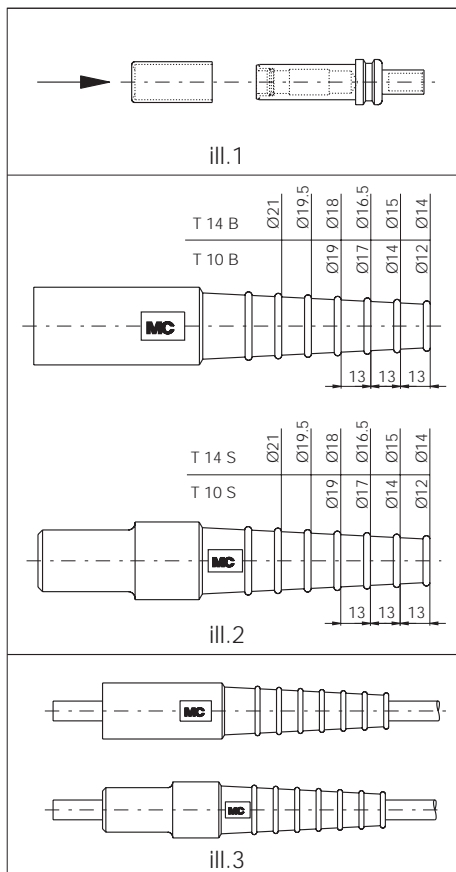 ill.1
T 14 B Ø21 Ø19.5 Ø18 Ø16.5 Ø15 Ø14
T 10 B Ø19 Ø17 Ø14 Ø12
MC
13 13 13
T 14 S Ø21 Ø19.5 Ø18 Ø16.5 Ø15 Ø14
T 10 S Ø19 Ø17 Ø14 Ø12
MC
13 13 13
ill.2
MC
MC
ill.3